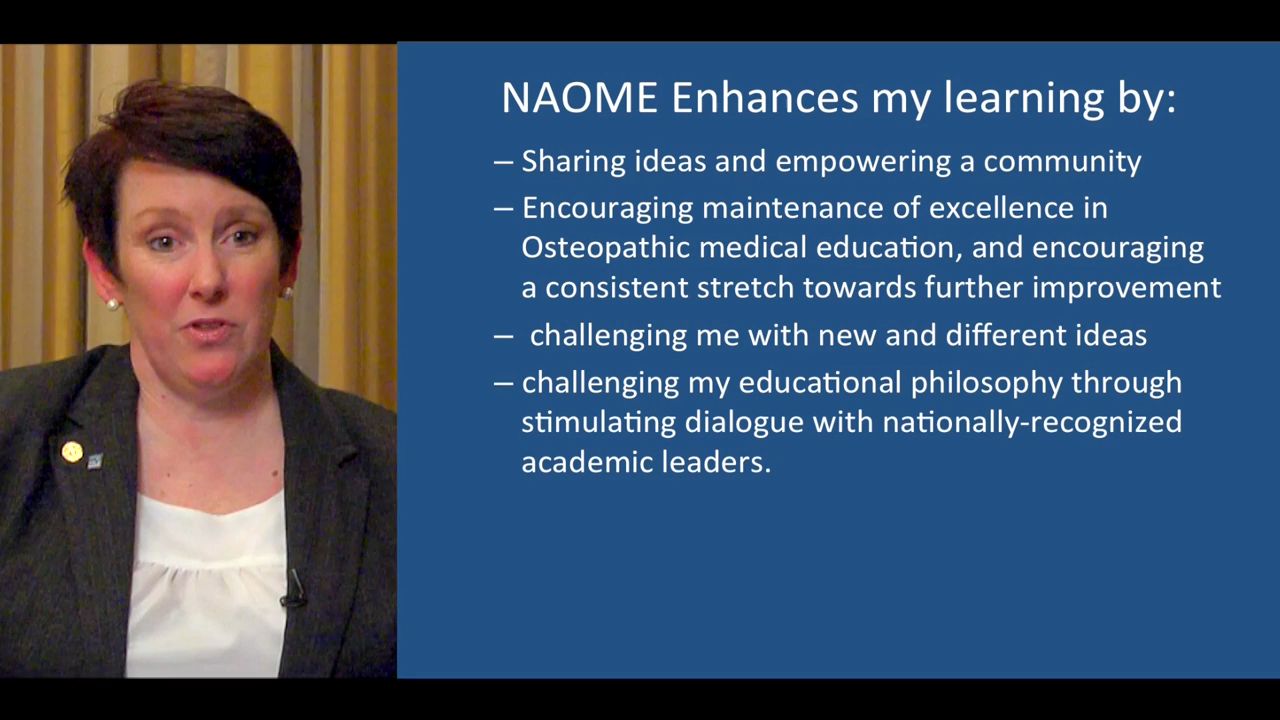 NAOME Enhances my learning by:
– Sharing ideas and empowering a community
– Encouraging maintenance of excellence in
Osteopathic medical education, and encouraging
a consistent stretch towards further improvement
– challenging me with new and different ideas
– challenging my educational philosophy through
stimulating dialogue with nationally-recognized
academic leaders.